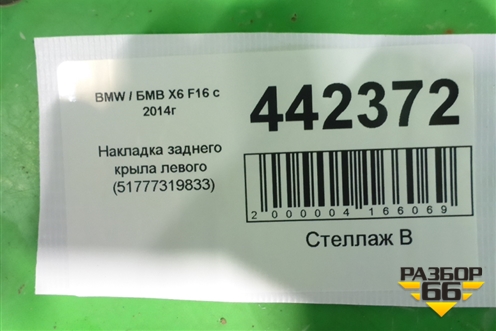 BMW / БМВ X6 F16 с
2014г
Накладка заднего
крыла левого
(51777319833)
442372
2 000004 166069
Стеллаж В
РАЗБОР
66